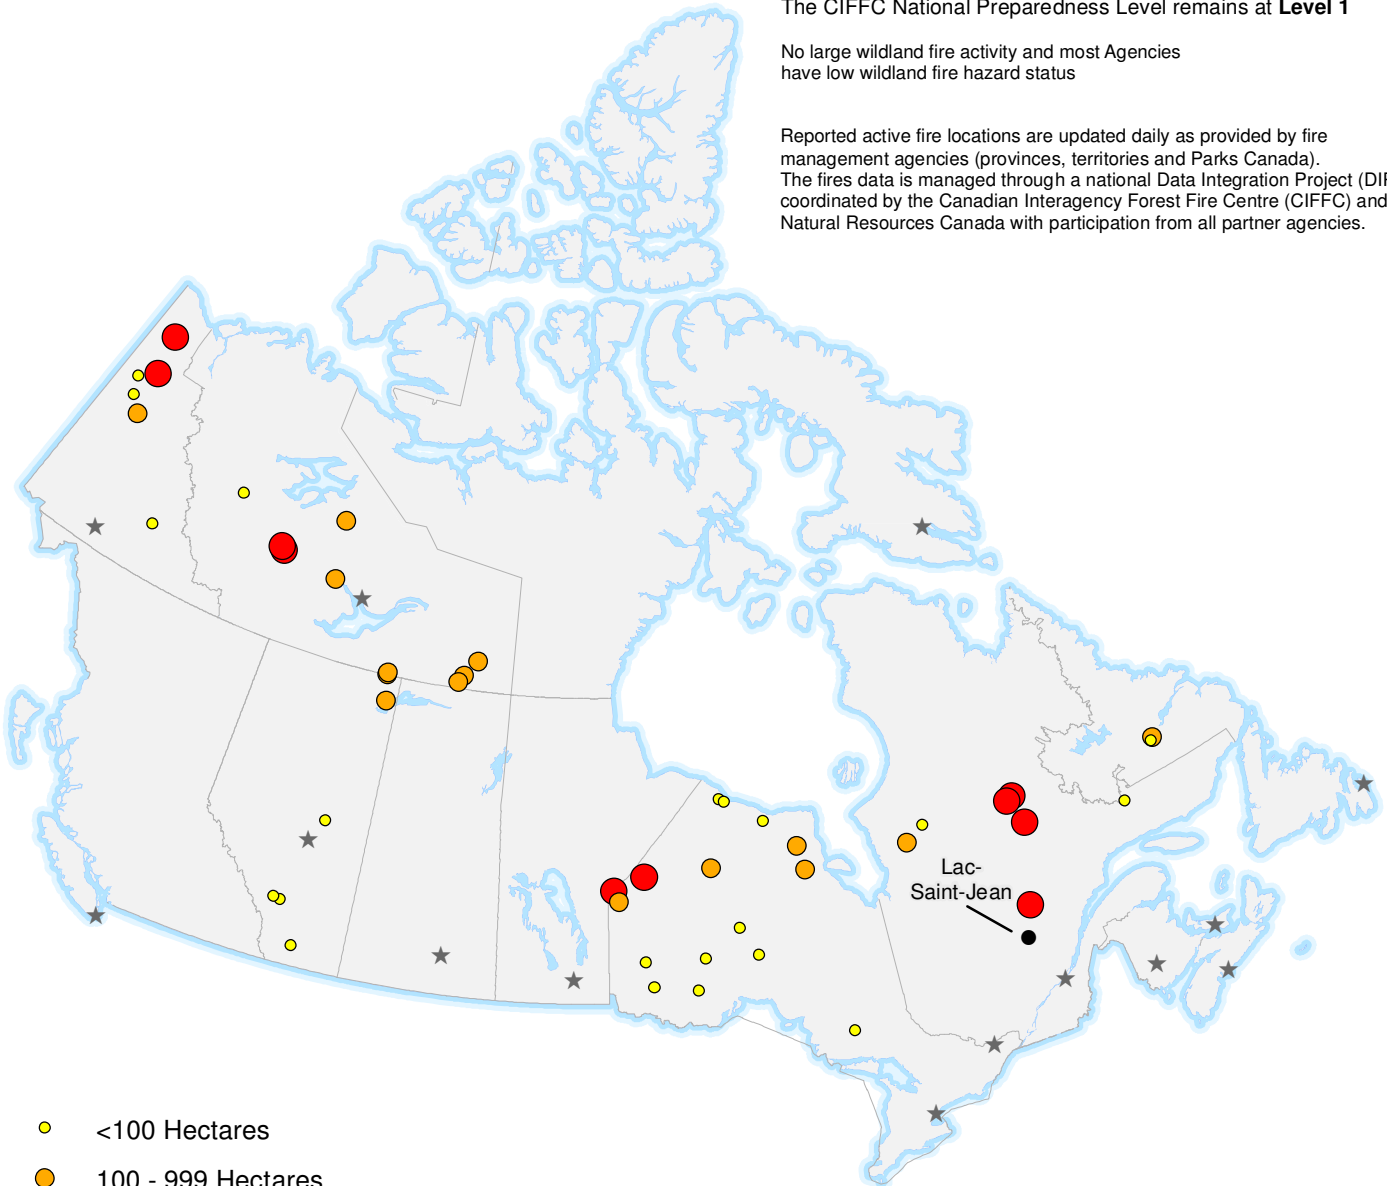 The CIFFC National Preparedness Level remains at Level 1
No large wildland fire activity and most Agencies
have low wildland fire hazard status
Reported active fire locations are updated daily as provided by fire
management agencies (provinces, territories and Parks Canada).
The fires data is managed through a national Data Integration Project (DIP
coordinated by the Canadian Interagency Forest Fire Centre (CIFFC) and
Natural Resources Canada with participation from all partner agencies.
Lac-
Saint-Jean
<100 Hectares
100 - 999 Hectares